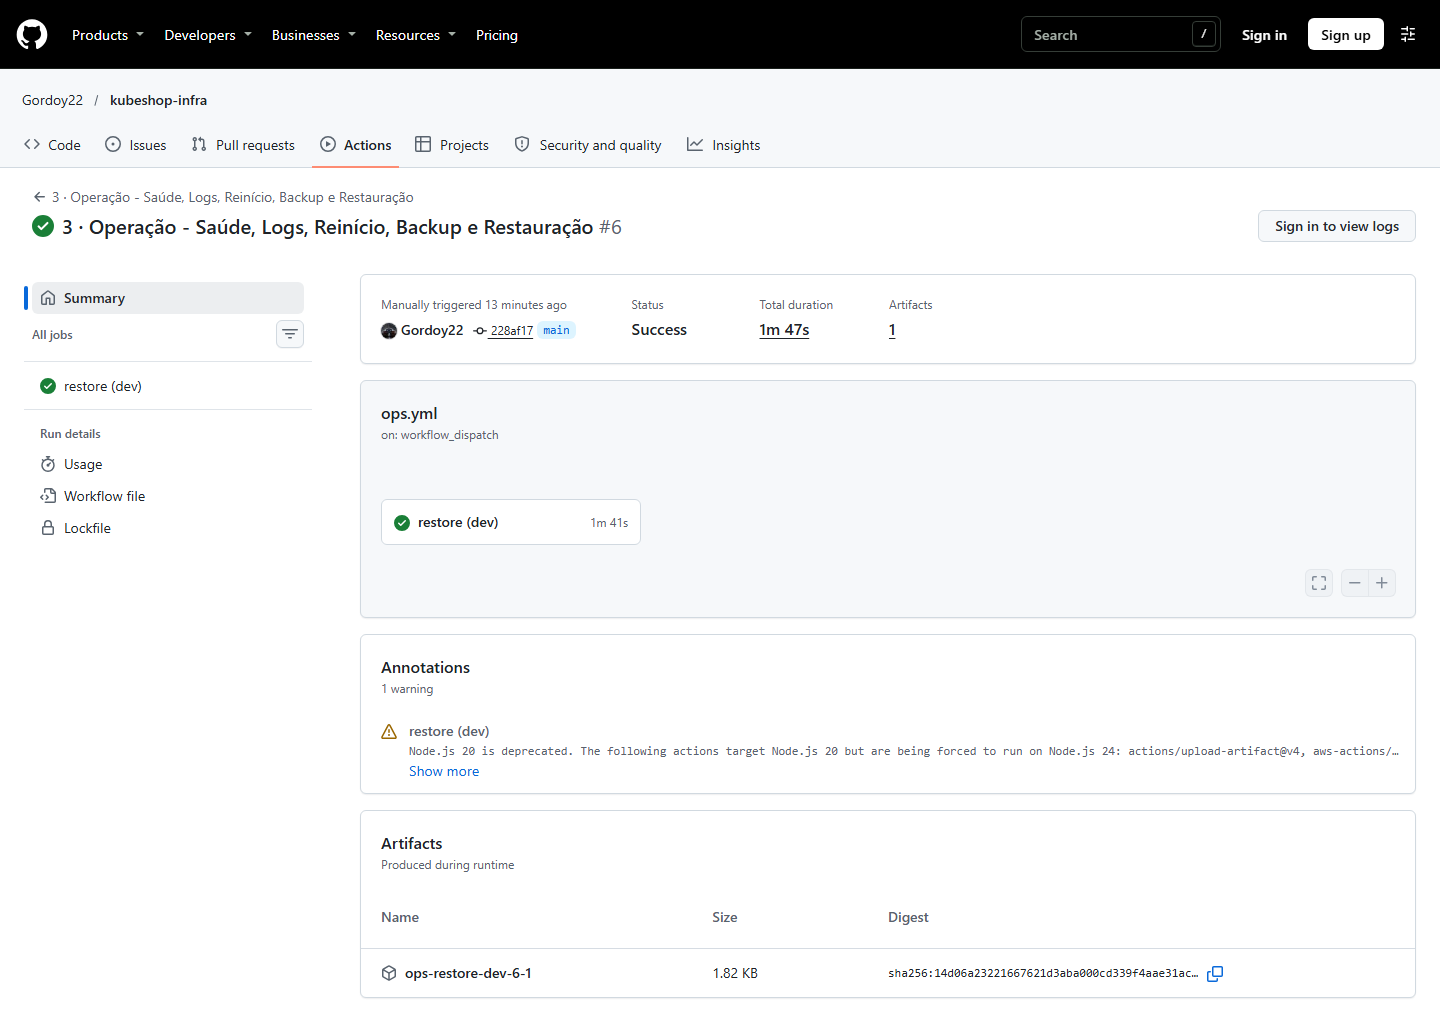 Products
Developers
Businesses
Resources
Pricing
Search
/
Sign in
Sign up
Gordoy22 / kubeshop-infra
Code
Issues
Pull requests
Actions
Projects
Security and quality
Insights
3 · Operação - Saúde, Logs, Reinício, Backup e Restauração
3 · Operação - Saúde, Logs, Reinício, Backup e Restauração #6
Sign in to view logs
Summary
All jobs
restore (dev)
Run details
Usage
Workflow file
Lockfile
Manually triggered 13 minutes ago
Gordoy22 228af17 main
Status
Success
Total duration
1m 47s
Artifacts
1
ops.yml
on: workflow_dispatch
restore (dev) 1m 41s
Annotations
1 warning
restore (dev)
Node.js 20 is deprecated. The following actions target Node.js 20 but are being forced to run on Node.js 24: actions/upload-artifact@v4, aws-actions/…
Show more
Artifacts
Produced during runtime
Name Size Digest
ops-restore-dev-6-1 1.82 KB sha256:14d06a23221667621d3aba000cd339f4aae31ac…